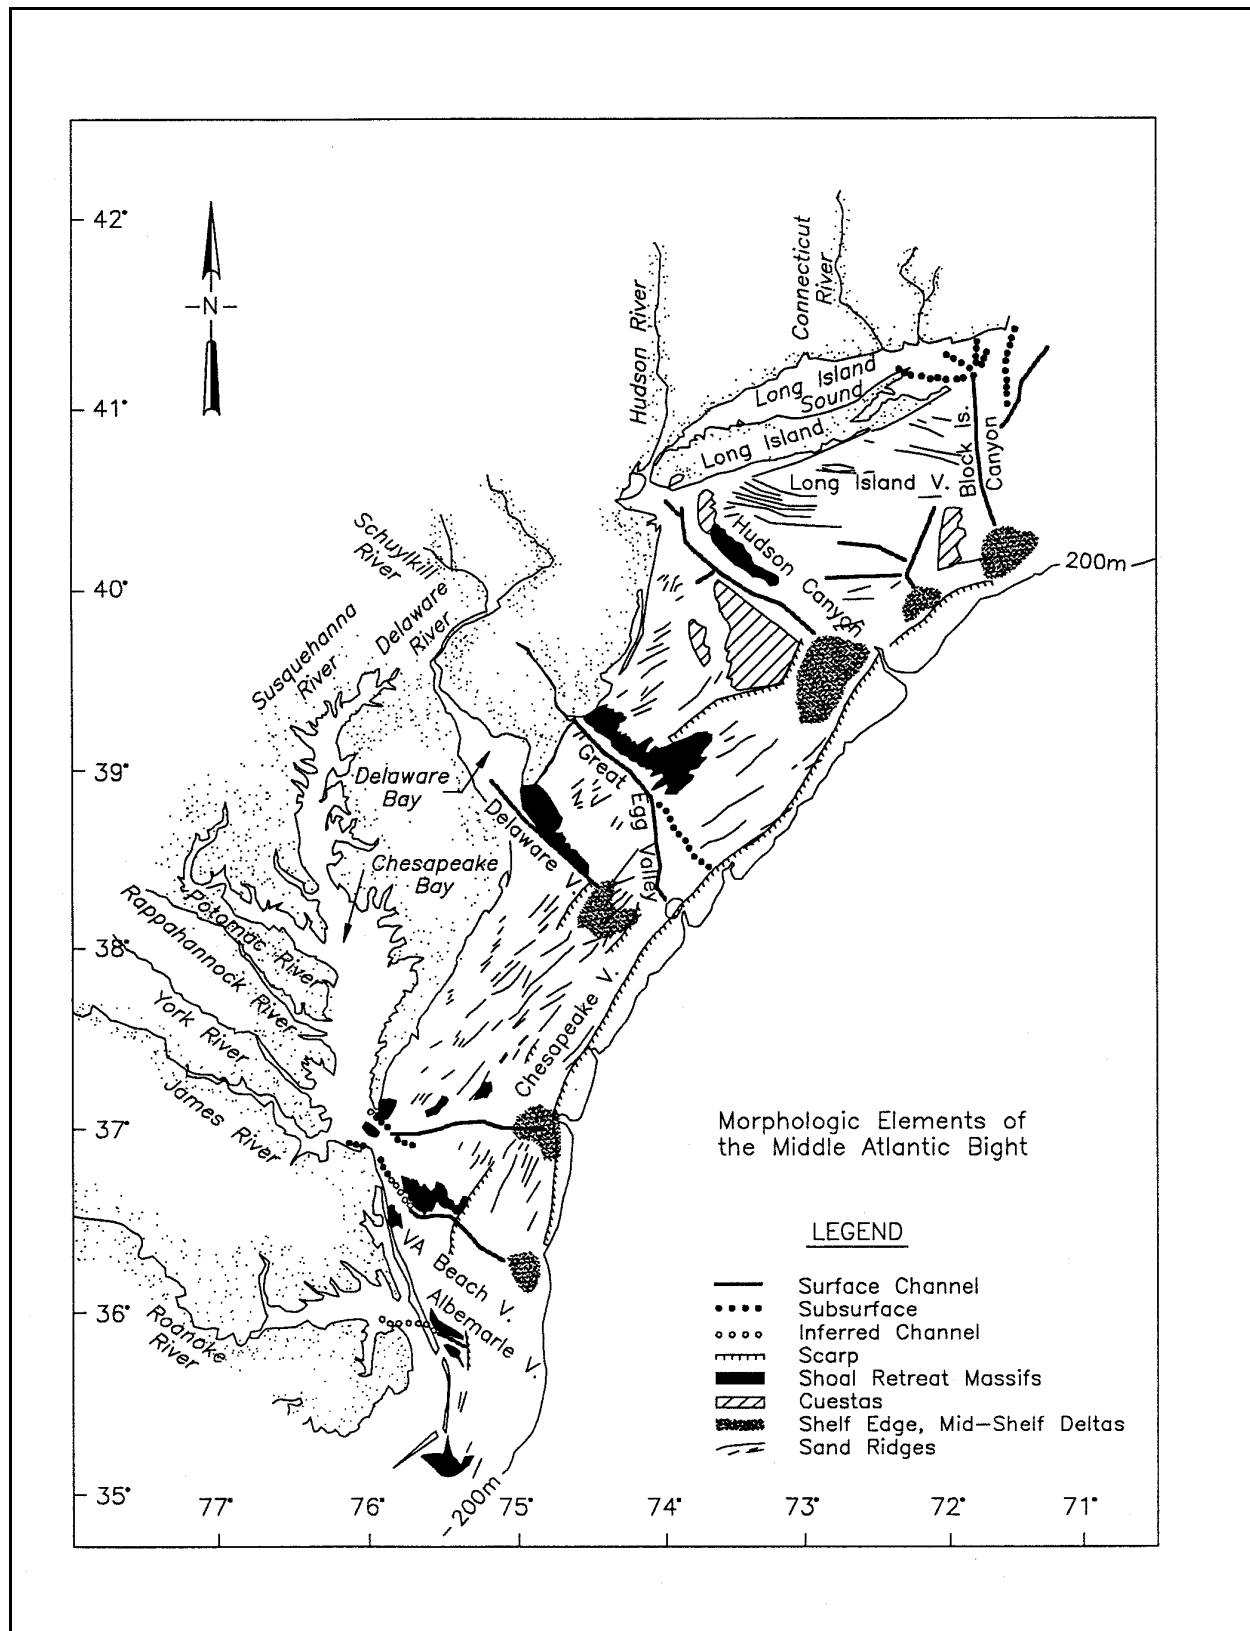 42°
41°
40°
39°
38°
37°
36°
35°
77°
76°
75°
74°
73°
72°
71°
—N—
Hudson River
Connecticut
River
Long Island
Sound
Long Island
Block Is.
Canyon
Long Island V.
Hudson Canyon
200m
Schuylkill
River
Delaware
River
Susquehanna
River
Delaware
Bay
Delaware V.
Great Egg Valley
Chesapeake
Bay
Potomac River
Rappahannock River
York River
James River
Chesapeake V.
VA Beach V.
Albemarle V.
Roanoke
River
200m
Morphologic Elements of
the Middle Atlantic Bight
LEGEND
Surface Channel
Subsurface
Inferred Channel
Scarp
Shoal Retreat Massifs
Cuestas
Shelf Edge, Mid-Shelf Deltas
Sand Ridges